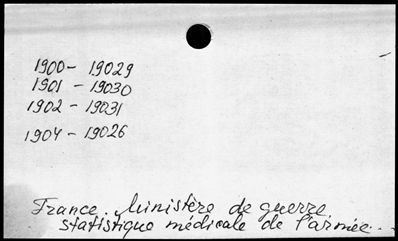 1900 - 19029
1901 - 19030
1902 - 19031
1904 - 19026
France. Ministère de guerre
statistique médicale de l'armée...